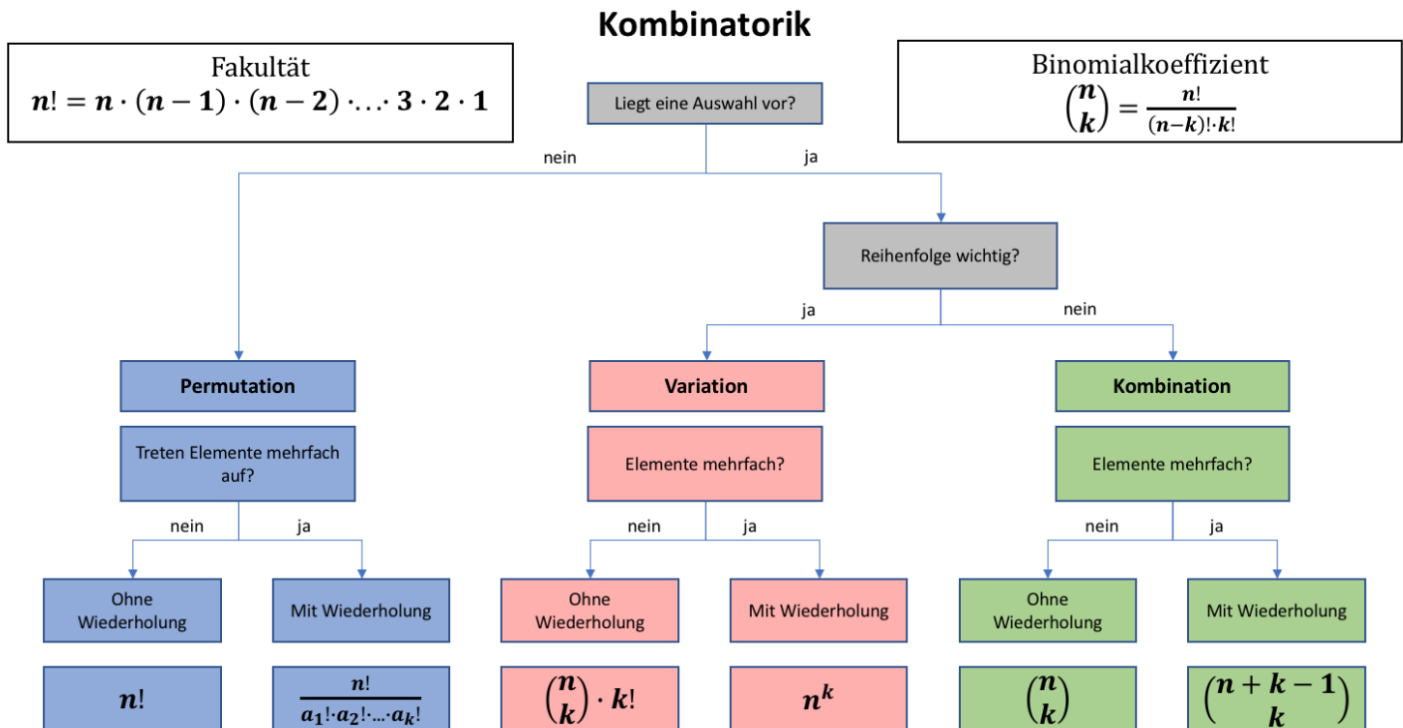 Kombinatorik
Fakultät
n! = n · (n − 1) · (n − 2) ·…· 3 · 2 · 1
Binomialkoeffizient
(n k) = n! / ((n−k)!·k!)
Liegt eine Auswahl vor?
nein
ja
Reihenfolge wichtig?
ja
nein
Permutation
Variation
Kombination
Treten Elemente mehrfach
auf?
Elemente mehrfach?
Elemente mehrfach?
nein
ja
nein
ja
nein
ja
Ohne
Wiederholung
Mit Wiederholung
Ohne
Wiederholung
Mit Wiederholung
Ohne
Wiederholung
Mit Wiederholung
n!
n! / (a₁!·a₂!·…·aₖ!)
(n k) · k!
nᵏ
(n k)
(n + k − 1 k)